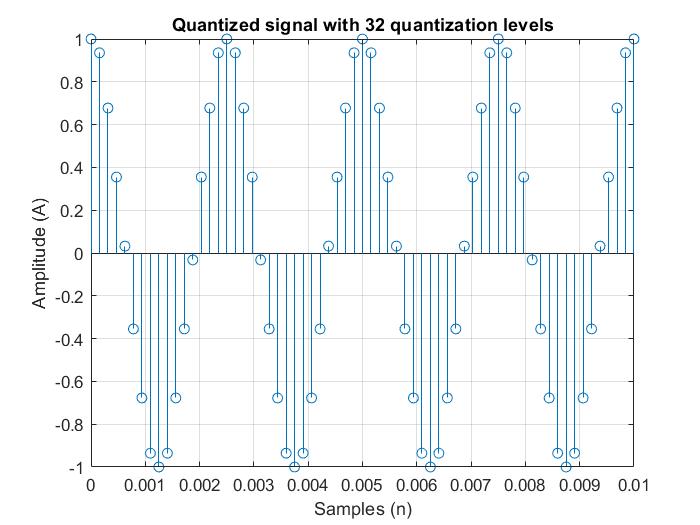 Quantized signal with 32 quantization levels
Amplitude (A)
1
0.8
0.6
0.4
0.2
0
-0.2
-0.4
-0.6
-0.8
-1
0 0.001 0.002 0.003 0.004 0.005 0.006 0.007 0.008 0.009 0.01
Samples (n)